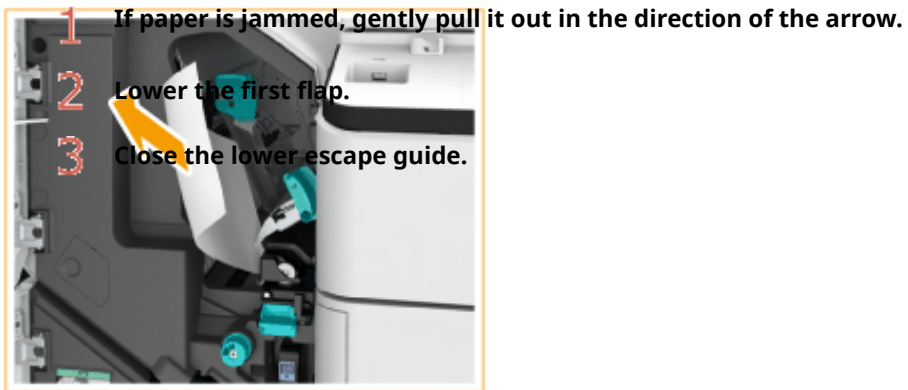 1 If paper is jammed, gently pull it out in the direction of the arrow.
2 Lower the first flap.
3 Close the lower escape guide.